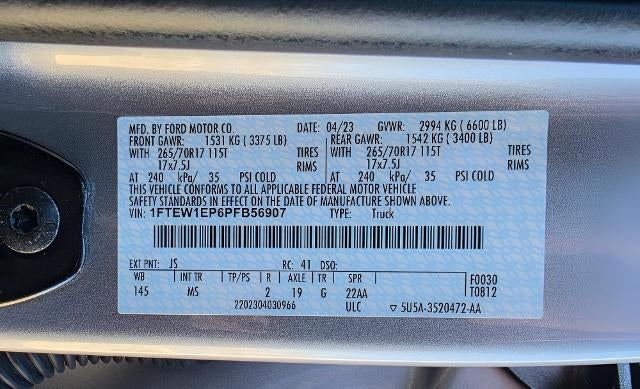 MFD. BY FORD MOTOR CO. 04/23 GVWR: 2994 KG ( 6600 LB)
FRONT GAWR: 1531 KG ( 3375 LB) REAR GAWR: 1542 KG ( 3400 LB)
WITH 265/70R17 115T TIRES WITH 265/70R17 115T TIRES
17x7.5J RIMS 17x7.5J RIMS
AT 240 kPa/ 35 PSI COLD AT 240 kPa/ 35 PSI COLD
THIS VEHICLE CONFORMS TO ALL APPLICABLE FEDERAL MOTOR VEHICLE
SAFETY STANDARDS IN EFFECT ON THE DATE OF MANUFACTURE SHOWN ABOVE.
VIN: 1FTEW1EP6PFB56907 TYPE: Truck
EXT PNT: JS RC: 41 DSO:
WB INT TR TP/PS R AXLE TR SPR F0030
145 MS 2 19 G 22AA T0812
2202304030966 ULC ▽ 5U5A-3520472-AA